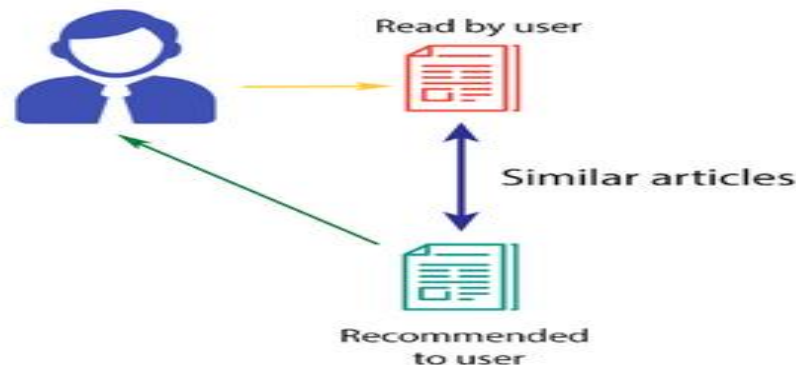 Read by user
Similar articles
Recommended
to user